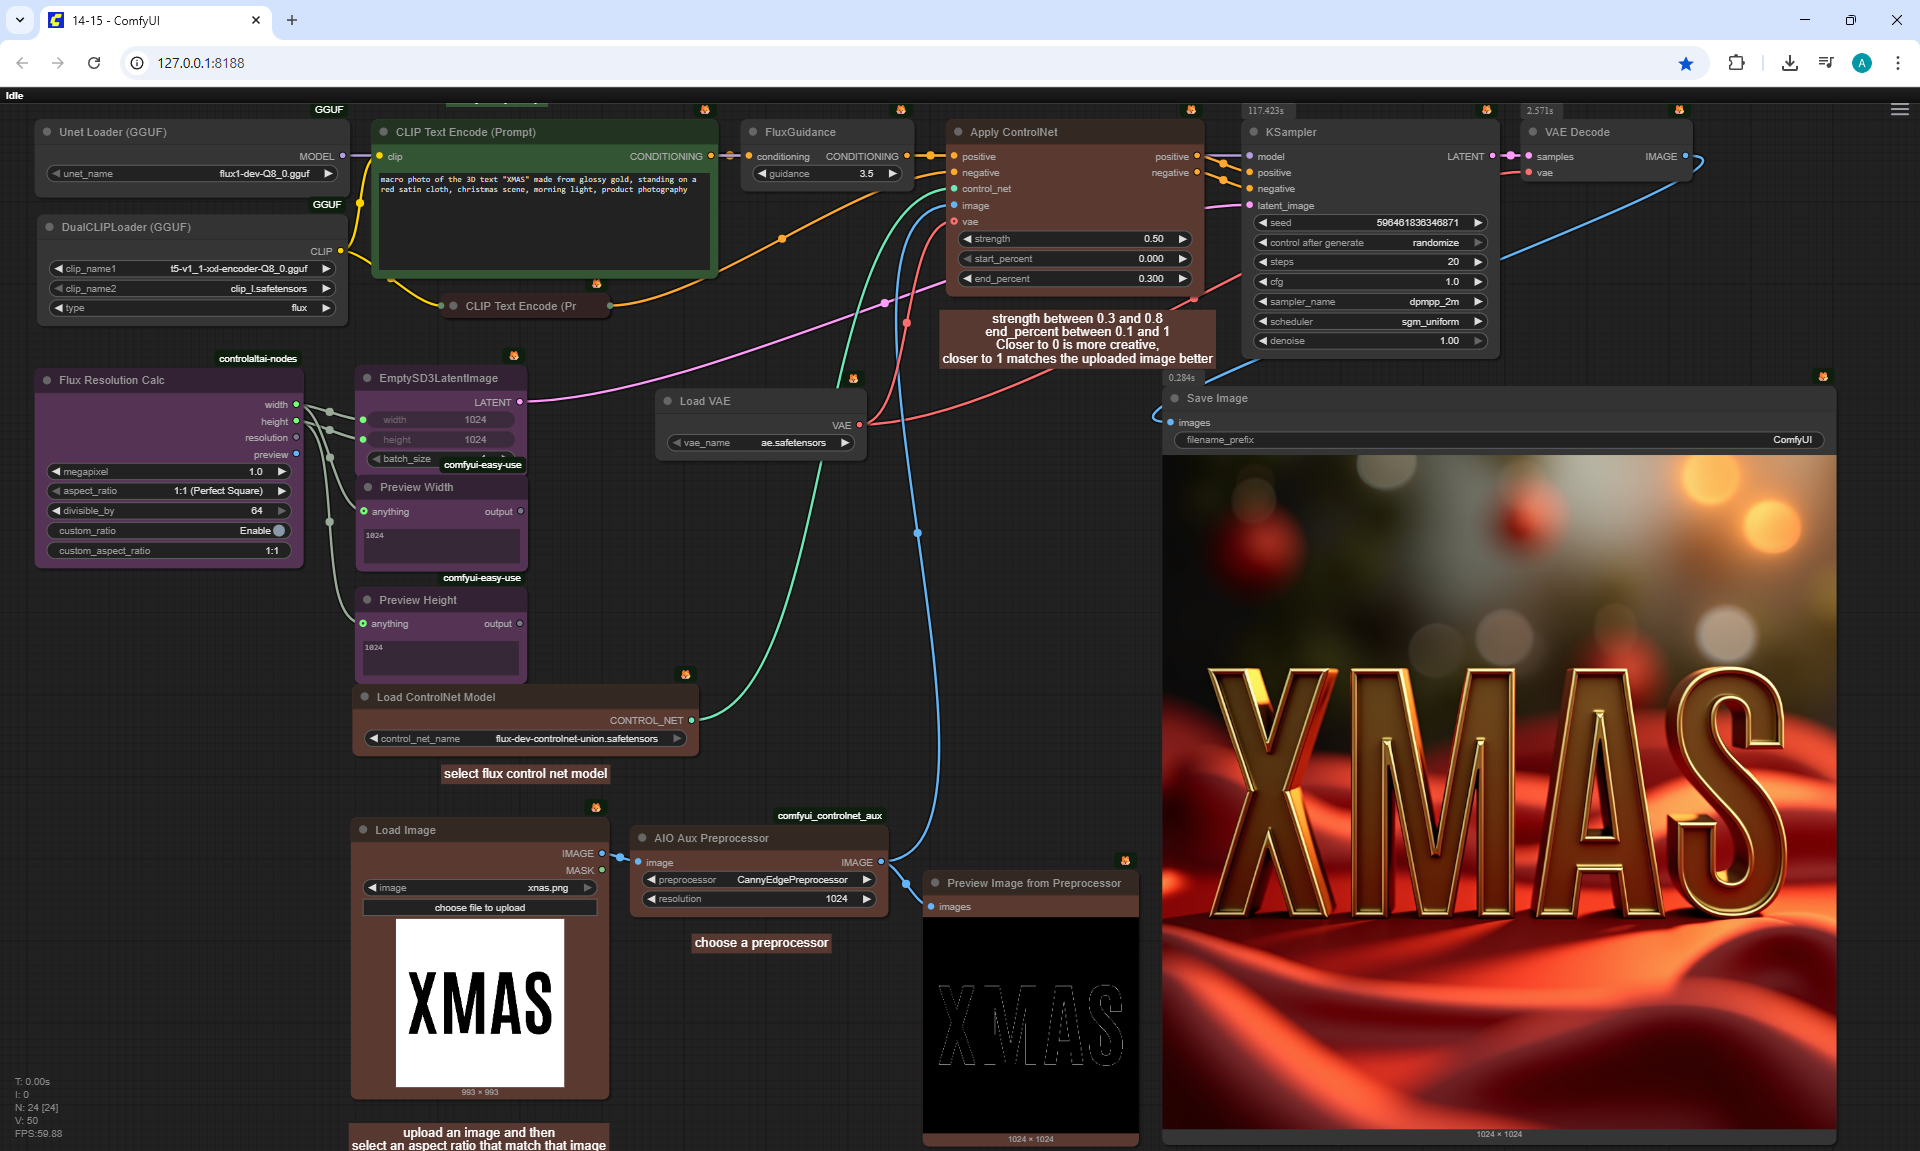 14-15 - ComfyUI
127.0.0.1:8188
A
Idle
GGUF
Unet Loader (GGUF)
MODEL
unet_name flux1-dev-Q8_0.gguf
GGUF
DualCLIPLoader (GGUF)
CLIP
clip_name1 t5-v1_1-xxl-encoder-Q8_0.gguf
clip_name2 clip_l.safetensors
type flux
CLIP Text Encode (Prompt)
clip CONDITIONING
macro photo of the 3D text "XMAS" made from glossy gold, standing on a
red satin cloth, christmas scene, morning light, product photography
CLIP Text Encode (Pr
FluxGuidance
conditioning CONDITIONING
guidance 3.5
Apply ControlNet
positive positive
negative negative
control_net
image
vae
strength 0.50
start_percent 0.000
end_percent 0.300
strength between 0.3 and 0.8
end_percent between 0.1 and 1
Closer to 0 is more creative,
closer to 1 matches the uploaded image better
117.423s
KSampler
model LATENT
positive
negative
latent_image
seed 596461836346871
control after generate randomize
steps 20
cfg 1.0
sampler_name dpmpp_2m
scheduler sgm_uniform
denoise 1.00
2.571s
VAE Decode
samples IMAGE
vae
controlaltai-nodes
Flux Resolution Calc
width
height
resolution
preview
megapixel 1.0
aspect_ratio 1:1 (Perfect Square)
divisible_by 64
custom_ratio Enable
custom_aspect_ratio 1:1
EmptySD3LatentImage
LATENT
width 1024
height 1024
batch_size
comfyui-easy-use
Preview Width
anything output
1024
comfyui-easy-use
Preview Height
anything output
1024
Load VAE
VAE
vae_name ae.safetensors
Load ControlNet Model
CONTROL_NET
control_net_name flux-dev-controlnet-union.safetensors
select flux control net model
Load Image
IMAGE
MASK
image xnas.png
choose file to upload
XMAS
993 × 993
upload an image and then
select an aspect ratio that match that image
comfyui_controlnet_aux
AIO Aux Preprocessor
image IMAGE
preprocessor CannyEdgePreprocessor
resolution 1024
choose a preprocessor
Preview Image from Preprocessor
images
XMAS
1024 × 1024
0.284s
Save Image
images
filename_prefix ComfyUI
XMAS
1024 × 1024
T: 0.00s
I: 0
N: 24 [24]
V: 50
FPS:59.88